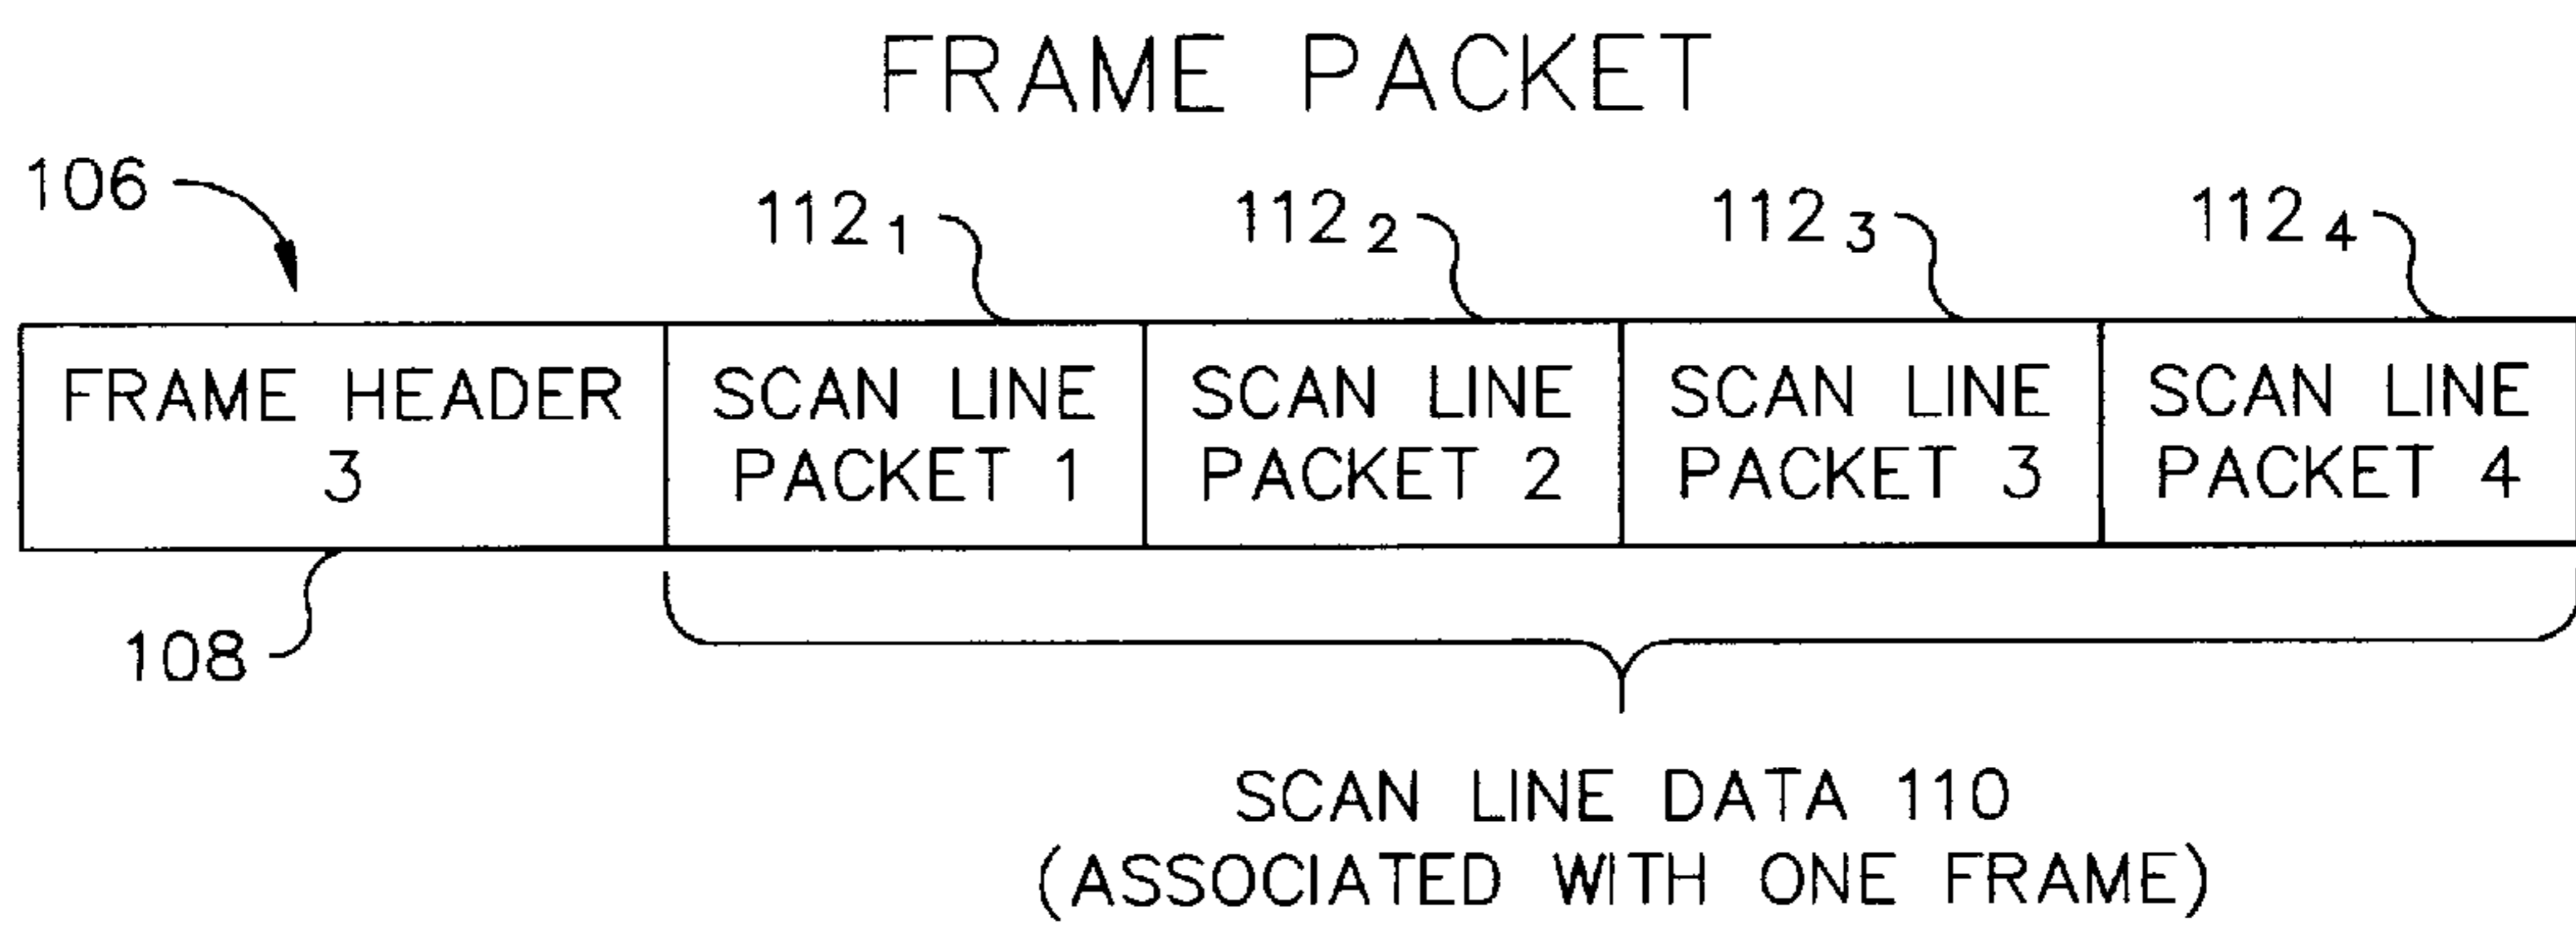 FRAME PACKET
106
112₁
112₂
112₃
112₄
FRAME HEADER
3
SCAN LINE
PACKET 1
SCAN LINE
PACKET 2
SCAN LINE
PACKET 3
SCAN LINE
PACKET 4
108
SCAN LINE DATA 110
(ASSOCIATED WITH ONE FRAME)